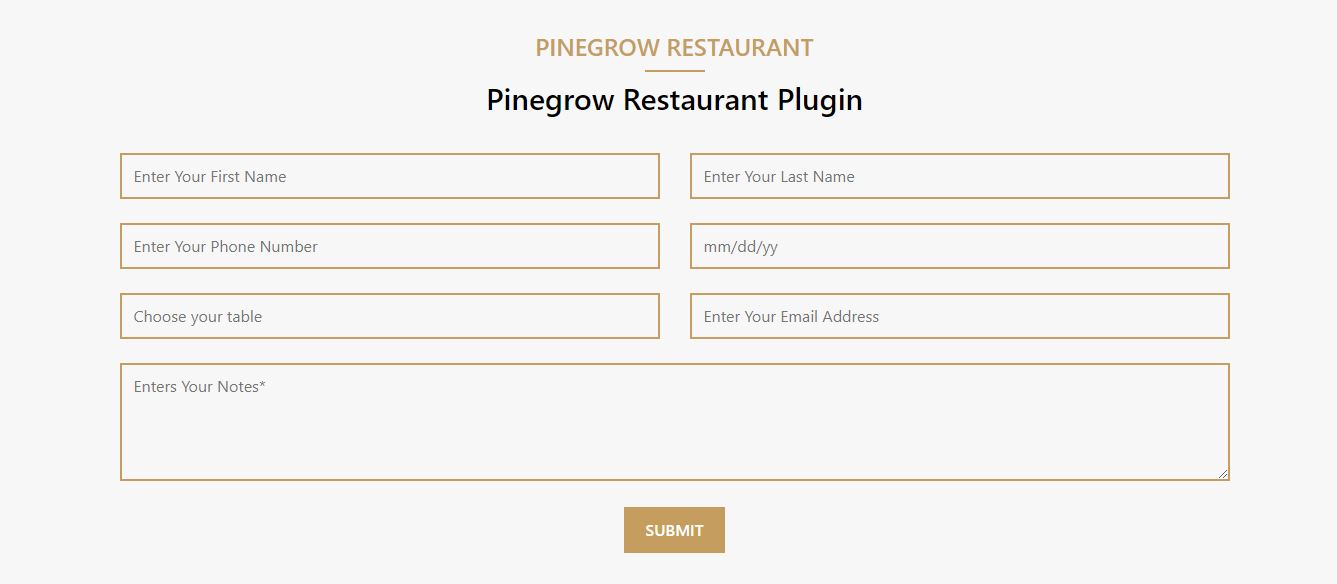 PINEGROW RESTAURANT
Pinegrow Restaurant Plugin
Enter Your First Name
Enter Your Last Name
Enter Your Phone Number
mm/dd/yy
Choose your table
Enter Your Email Address
Enters Your Notes*
SUBMIT